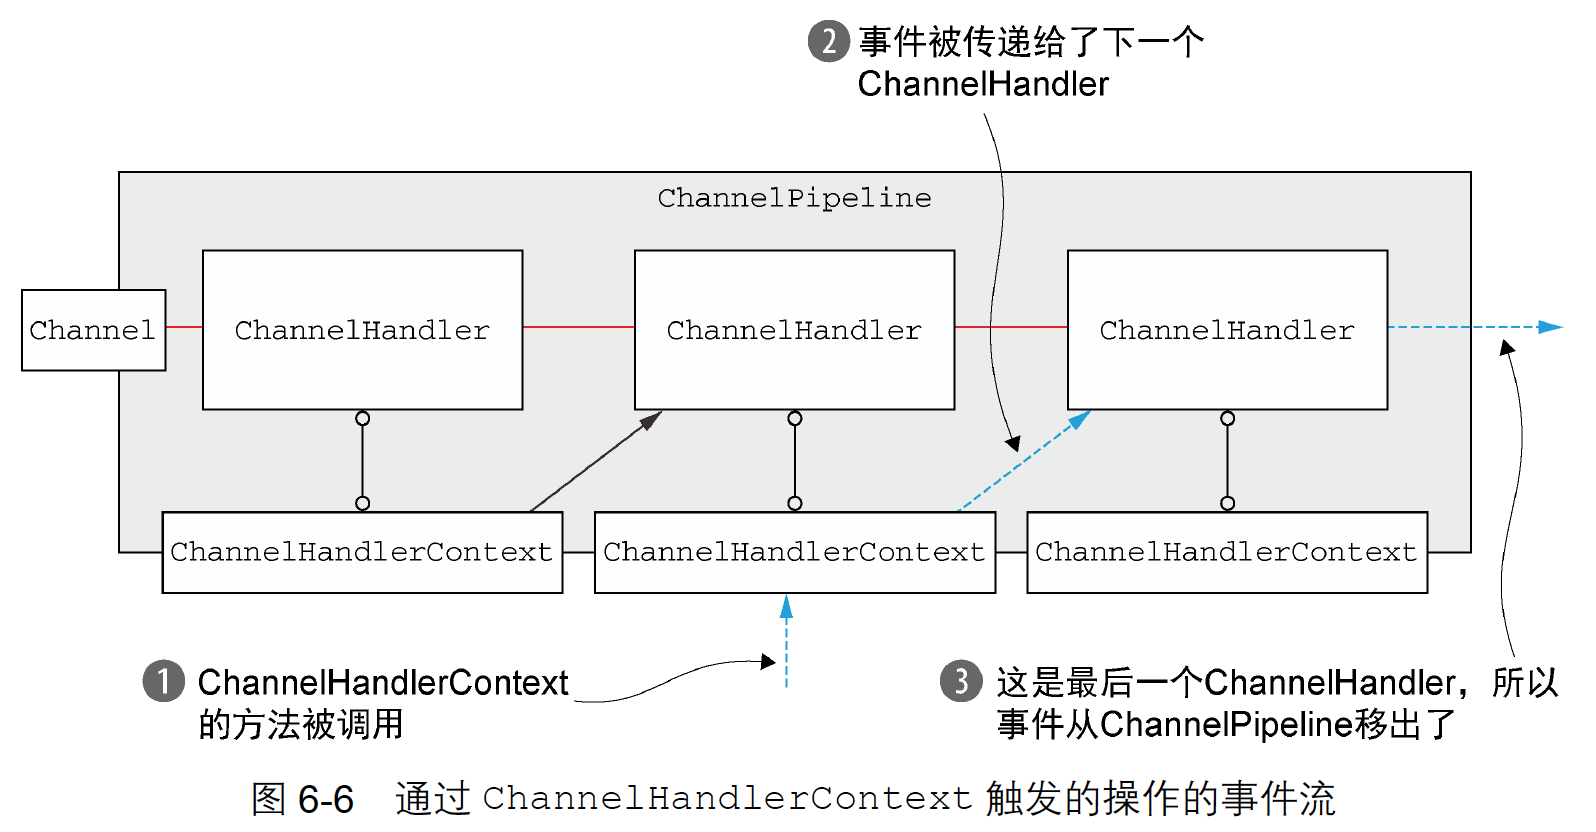 2 事件被传递给了下一个
ChannelHandler
ChannelPipeline
Channel
ChannelHandler
ChannelHandler
ChannelHandler
ChannelHandlerContext
ChannelHandlerContext
ChannelHandlerContext
1 ChannelHandlerContext
的方法被调用
3 这是最后一个ChannelHandler，所以
事件从ChannelPipeline移出了
图 6-6 通过 ChannelHandlerContext 触发的操作的事件流